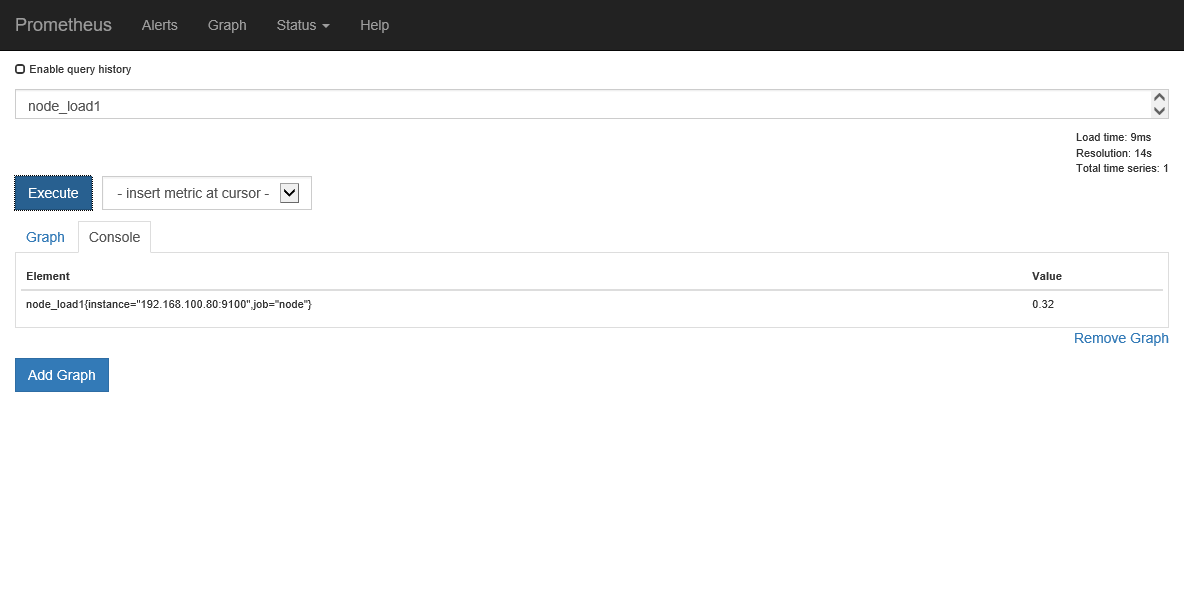 Prometheus Alerts Graph Status Help
Enable query history
node_load1
Load time: 9ms
Resolution: 14s
Total time series: 1
Execute - insert metric at cursor -
Graph Console
Element Value
node_load1{instance="192.168.100.80:9100",job="node"} 0.32
Remove Graph
Add Graph